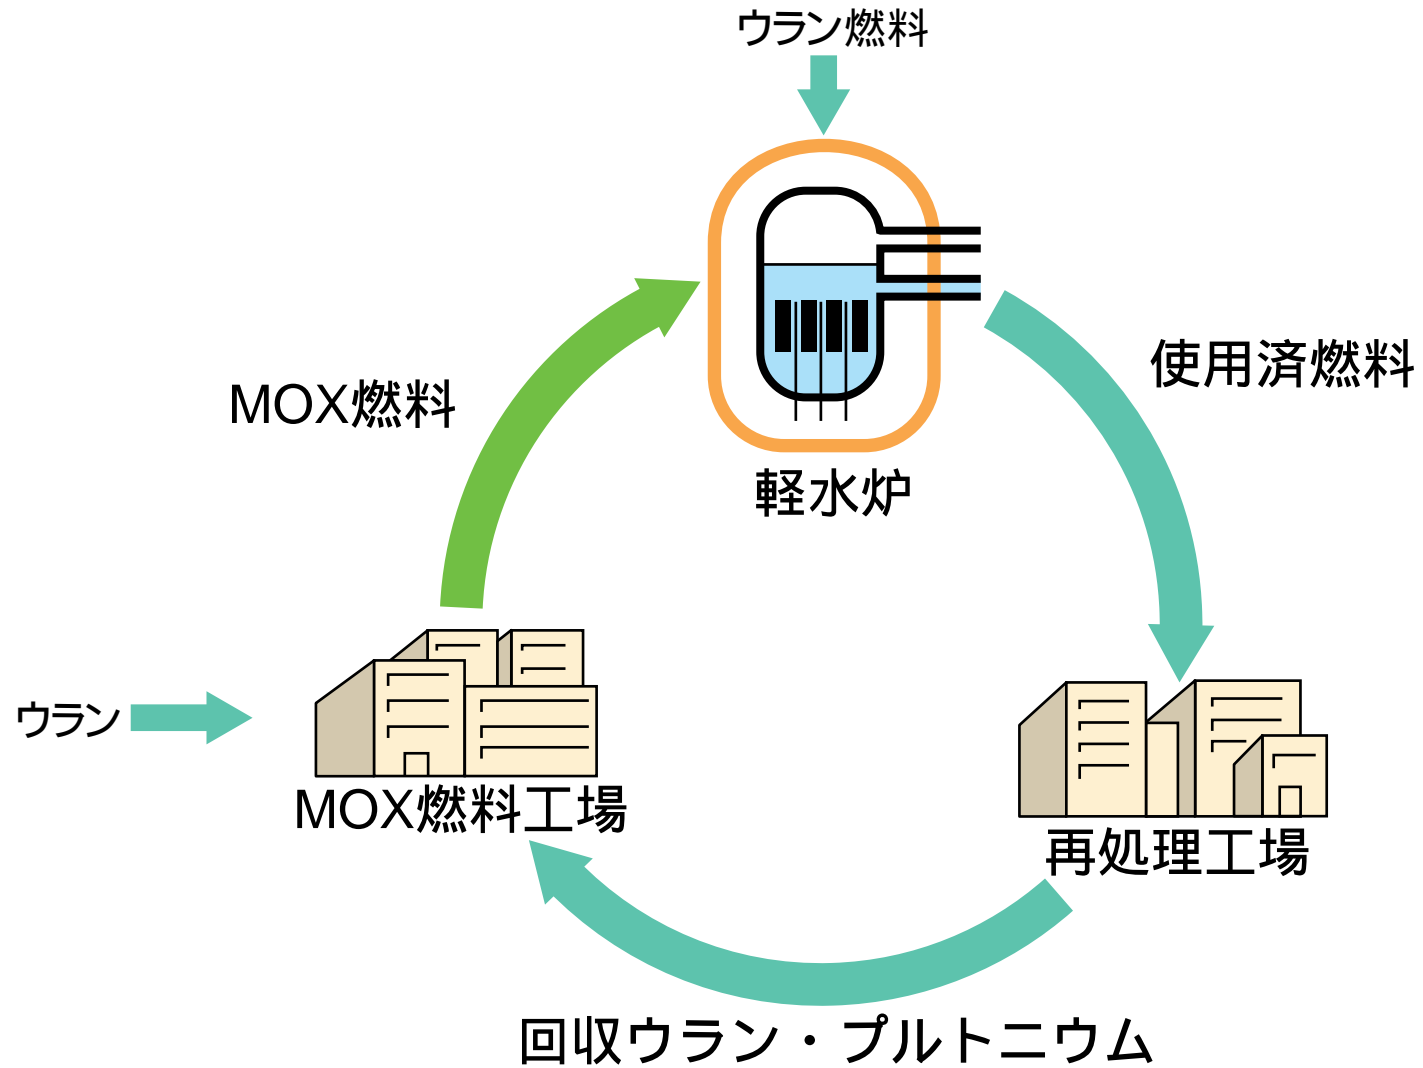 ウラン燃料
使用済燃料
MOX燃料
軽水炉
ウラン
MOX燃料工場
再処理工場
回収ウラン・プルトニウム